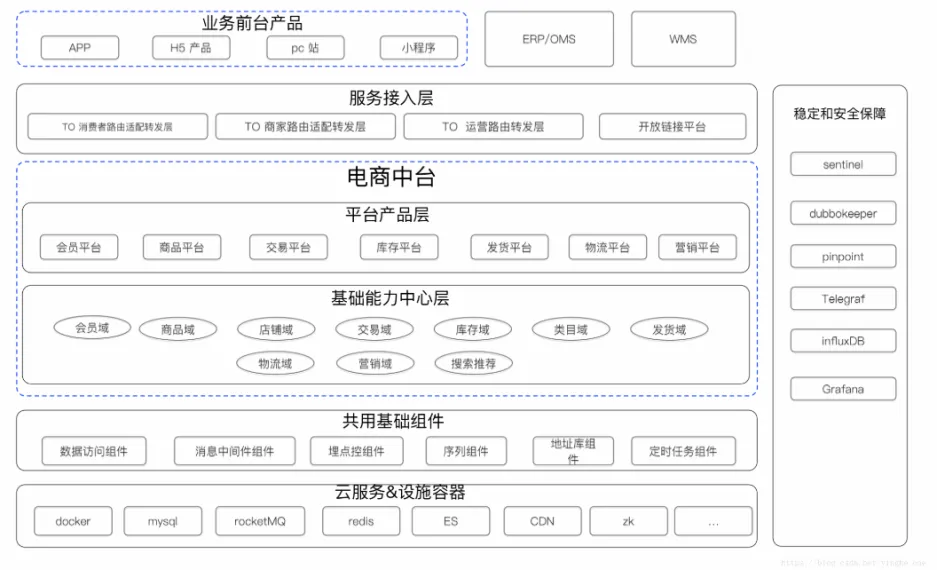 业务前台产品
APP
H5 产品
pc 站
小程序
ERP/OMS
WMS
服务接入层
TO 消费者路由适配转发层
TO 商家路由适配转发层
TO 运营路由转发层
开放链接平台
电商中台
平台产品层
会员平台
商品平台
交易平台
库存平台
发货平台
物流平台
营销平台
基础能力中心层
会员域
商品域
店铺域
交易域
库存域
类目域
发货域
物流域
营销域
搜索推荐
共用基础组件
数据访问组件
消息中间件组件
埋点控组件
序列组件
地址库组
件
定时任务组件
云服务&设施容器
docker
mysql
rocketMQ
redis
ES
CDN
zk
...
稳定和安全保障
sentinel
dubbokeeper
pinpoint
Telegraf
influxDB
Grafana